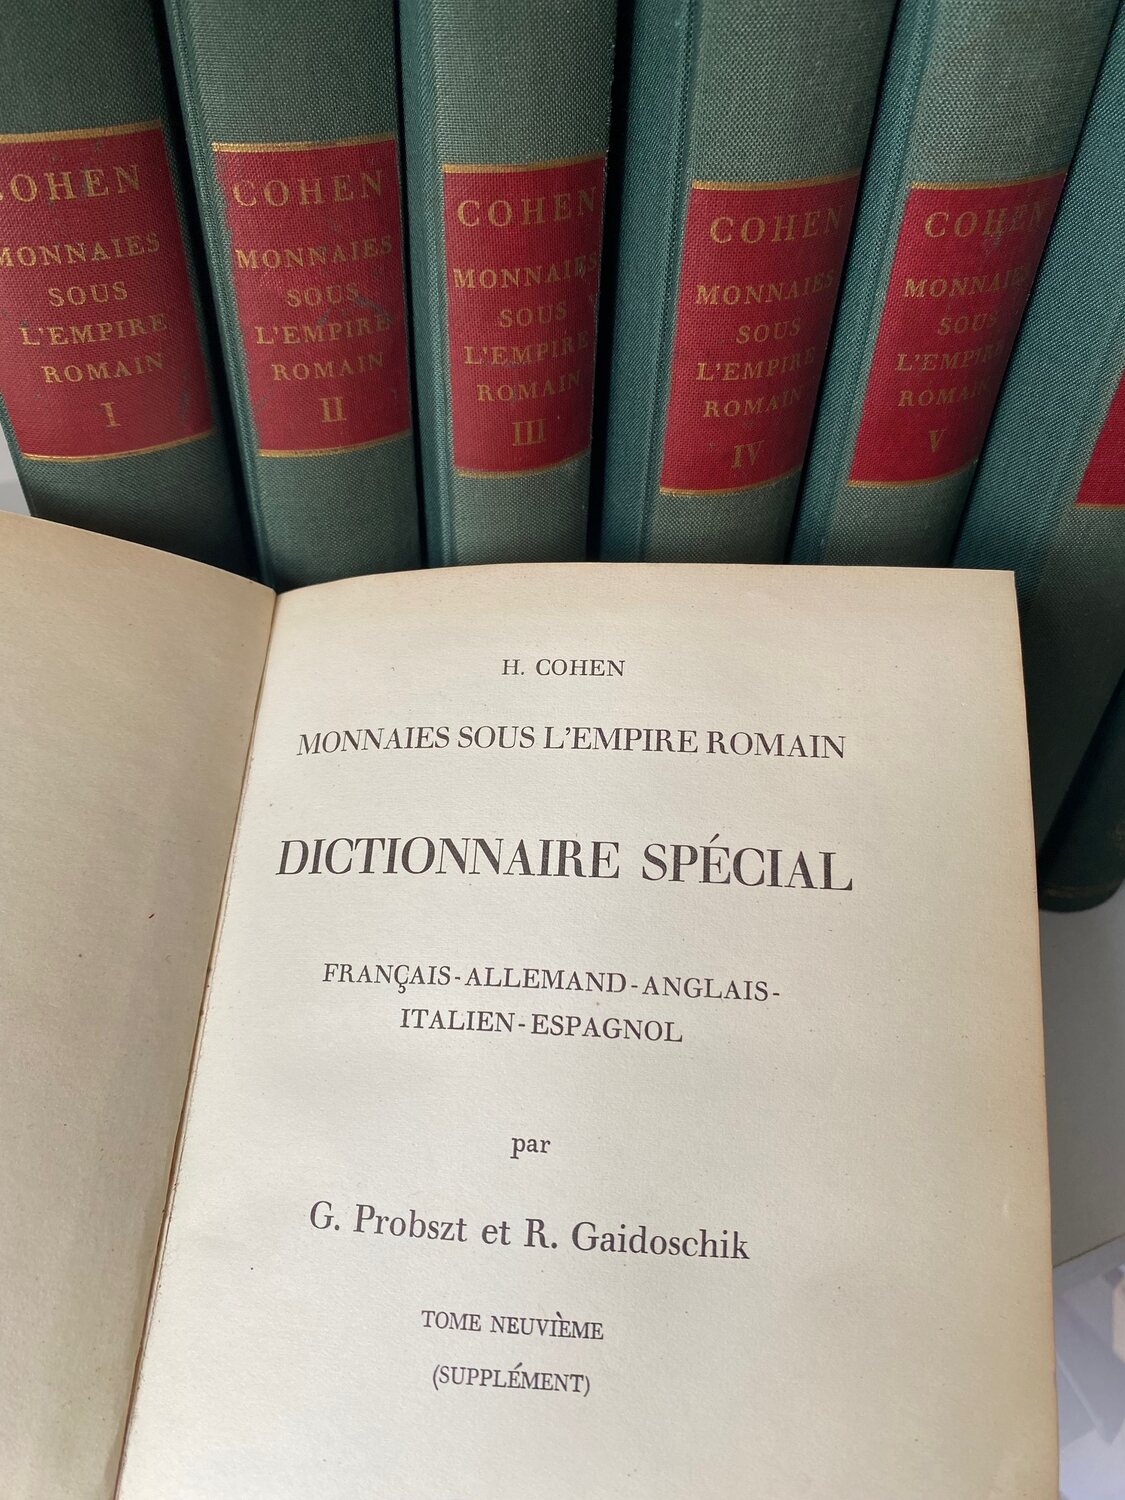 COHEN
MONNAIES
SOUS
L'EMPIRE
ROMAIN
I
COHEN
MONNAIES
SOUS
L'EMPIRE
ROMAIN
II
COHEN
MONNAIES
SOUS
L'EMPIRE
ROMAIN
III
COHEN
MONNAIES
SOUS
L'EMPIRE
ROMAIN
IV
COHEN
MONNAIES
SOUS
L'EMPIRE
ROMAIN
V
H. COHEN
MONNAIES SOUS L'EMPIRE ROMAIN
DICTIONNAIRE SPÉCIAL
FRANÇAIS-ALLEMAND-ANGLAIS-
ITALIEN-ESPAGNOL
par
G. Probszt et R. Gaidoschik
TOME NEUVIÈME
(SUPPLÉMENT)